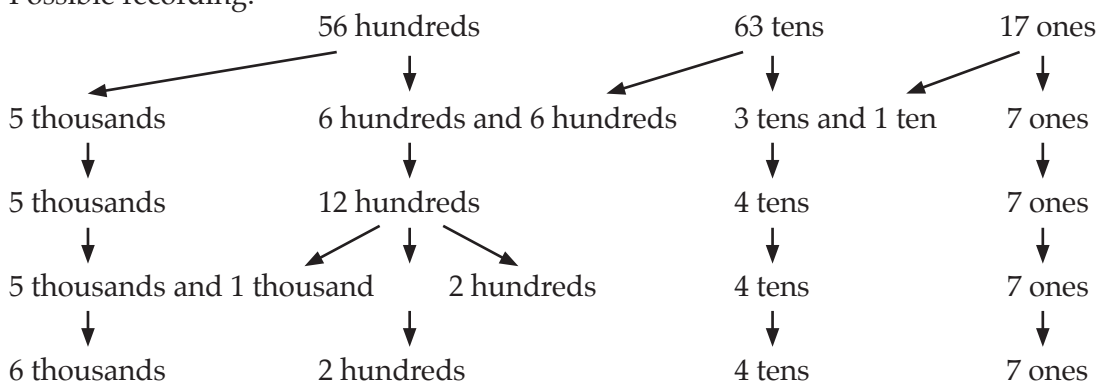 Possible recording:
56 hundreds 63 tens 17 ones
5 thousands 6 hundreds and 6 hundreds 3 tens and 1 ten 7 ones
5 thousands 12 hundreds 4 tens 7 ones
5 thousands and 1 thousand 2 hundreds 4 tens 7 ones
6 thousands 2 hundreds 4 tens 7 ones